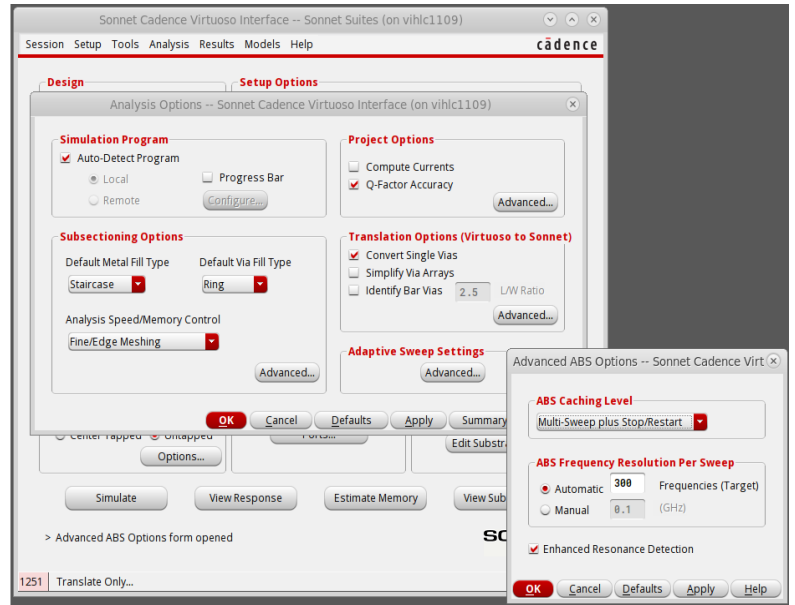 Sonnet Cadence Virtuoso Interface -- Sonnet Suites (on vihlc1109)
Session Setup Tools Analysis Results Models Help
cādence
Design
Setup Options
Analysis Options -- Sonnet Cadence Virtuoso Interface (on vihlc1109)
Simulation Program
Auto-Detect Program
Local
Progress Bar
Remote
Configure...
Project Options
Compute Currents
Q-Factor Accuracy
Advanced...
Subsectioning Options
Default Metal Fill Type
Default Via Fill Type
Staircase
Ring
Analysis Speed/Memory Control
Fine/Edge Meshing
Advanced...
Translation Options (Virtuoso to Sonnet)
Convert Single Vias
Simplify Via Arrays
Identify Bar Vias
2.5
L/W Ratio
Advanced...
Adaptive Sweep Settings
Advanced...
OK
Cancel
Defaults
Apply
Summary
Center Tapped
Untapped
Options...
Ports...
Edit Substr
Simulate
View Response
Estimate Memory
View Sub
> Advanced ABS Options form opened
SO
1251
Translate Only...
Advanced ABS Options -- Sonnet Cadence Virt
ABS Caching Level
Multi-Sweep plus Stop/Restart
ABS Frequency Resolution Per Sweep
Automatic
300
Frequencies (Target)
Manual
0.1
(GHz)
Enhanced Resonance Detection
OK
Cancel
Defaults
Apply
Help